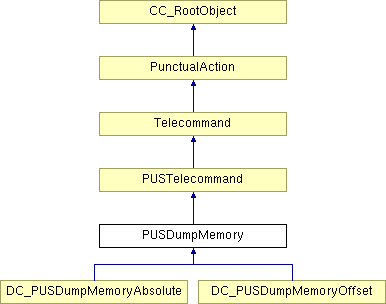 CC_RootObject
PunctualAction
Telecommand
PUSTelecommand
PUSDumpMemory
DC_PUSDumpMemoryAbsolute
DC_PUSDumpMemoryOffset